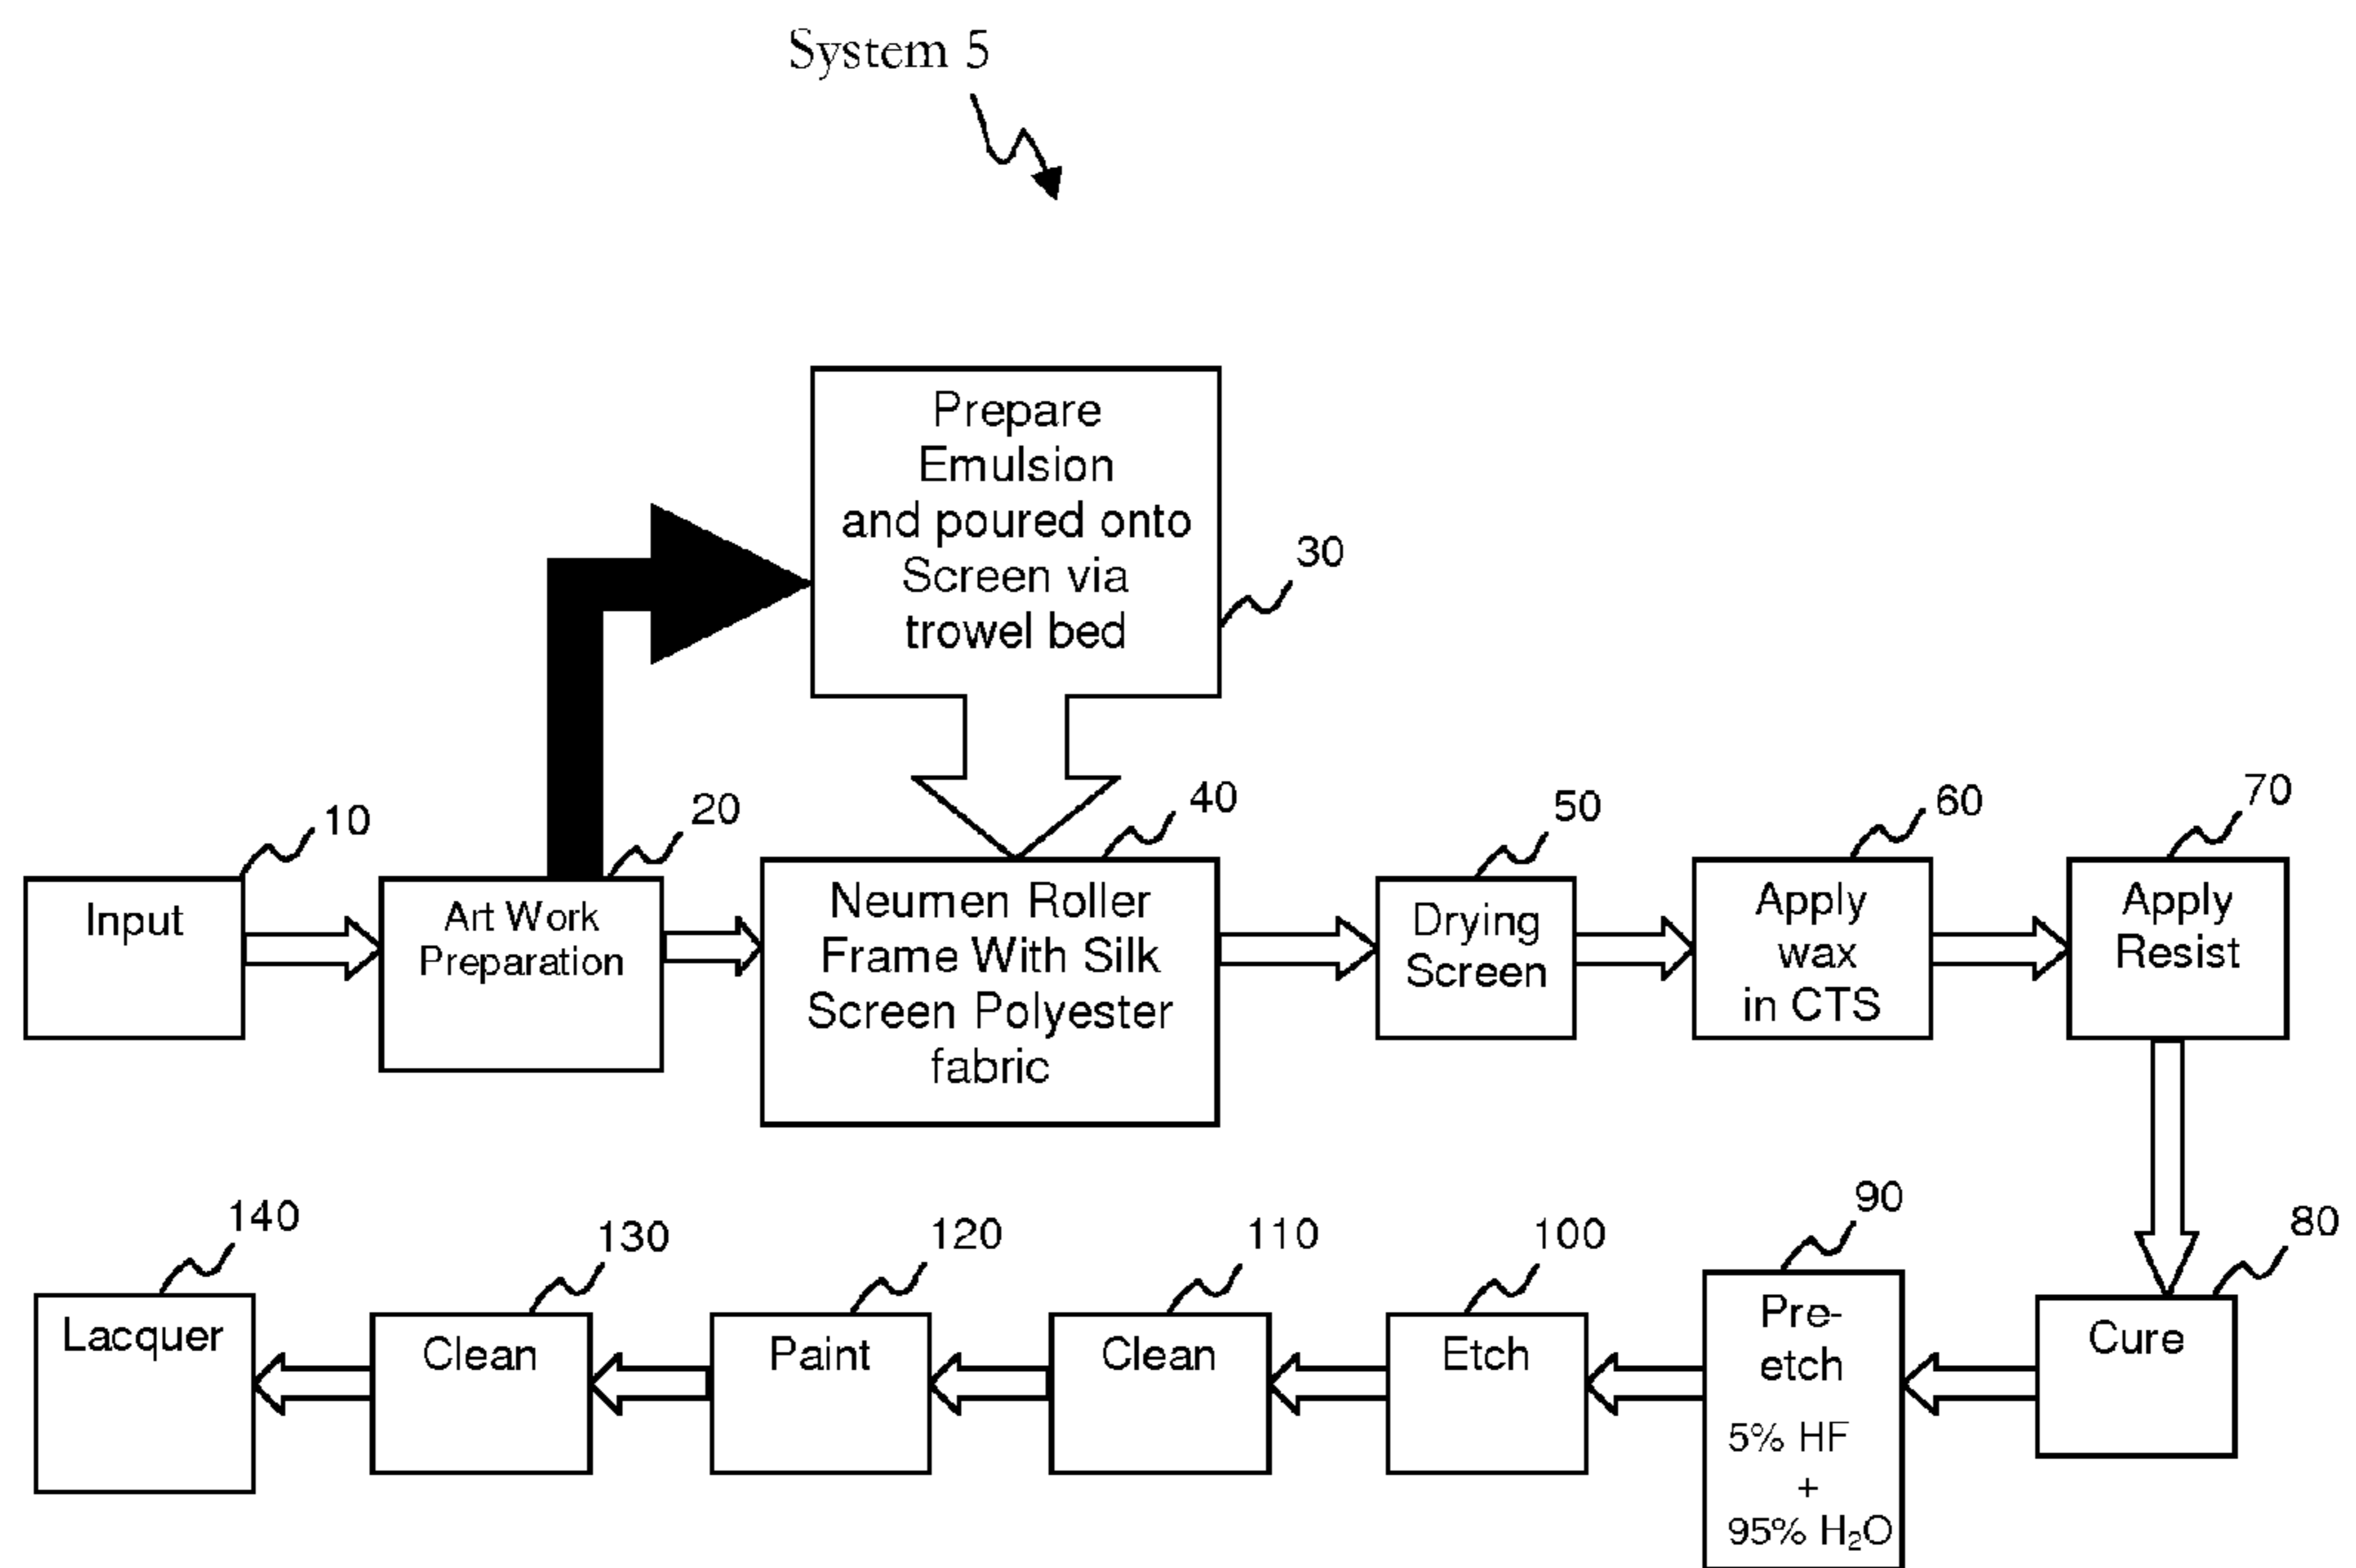 System 5
Prepare
Emulsion
and poured onto
Screen via
trowel bed
30
10
Input
20
Art Work
Preparation
40
Neumen Roller
Frame With Silk
Screen Polyester
fabric
50
Drying
Screen
60
Apply
wax
in CTS
70
Apply
Resist
80
Cure
90
Pre-
etch
5% HF
+
95% H₂O
100
Etch
110
Clean
120
Paint
130
Clean
140
Lacquer